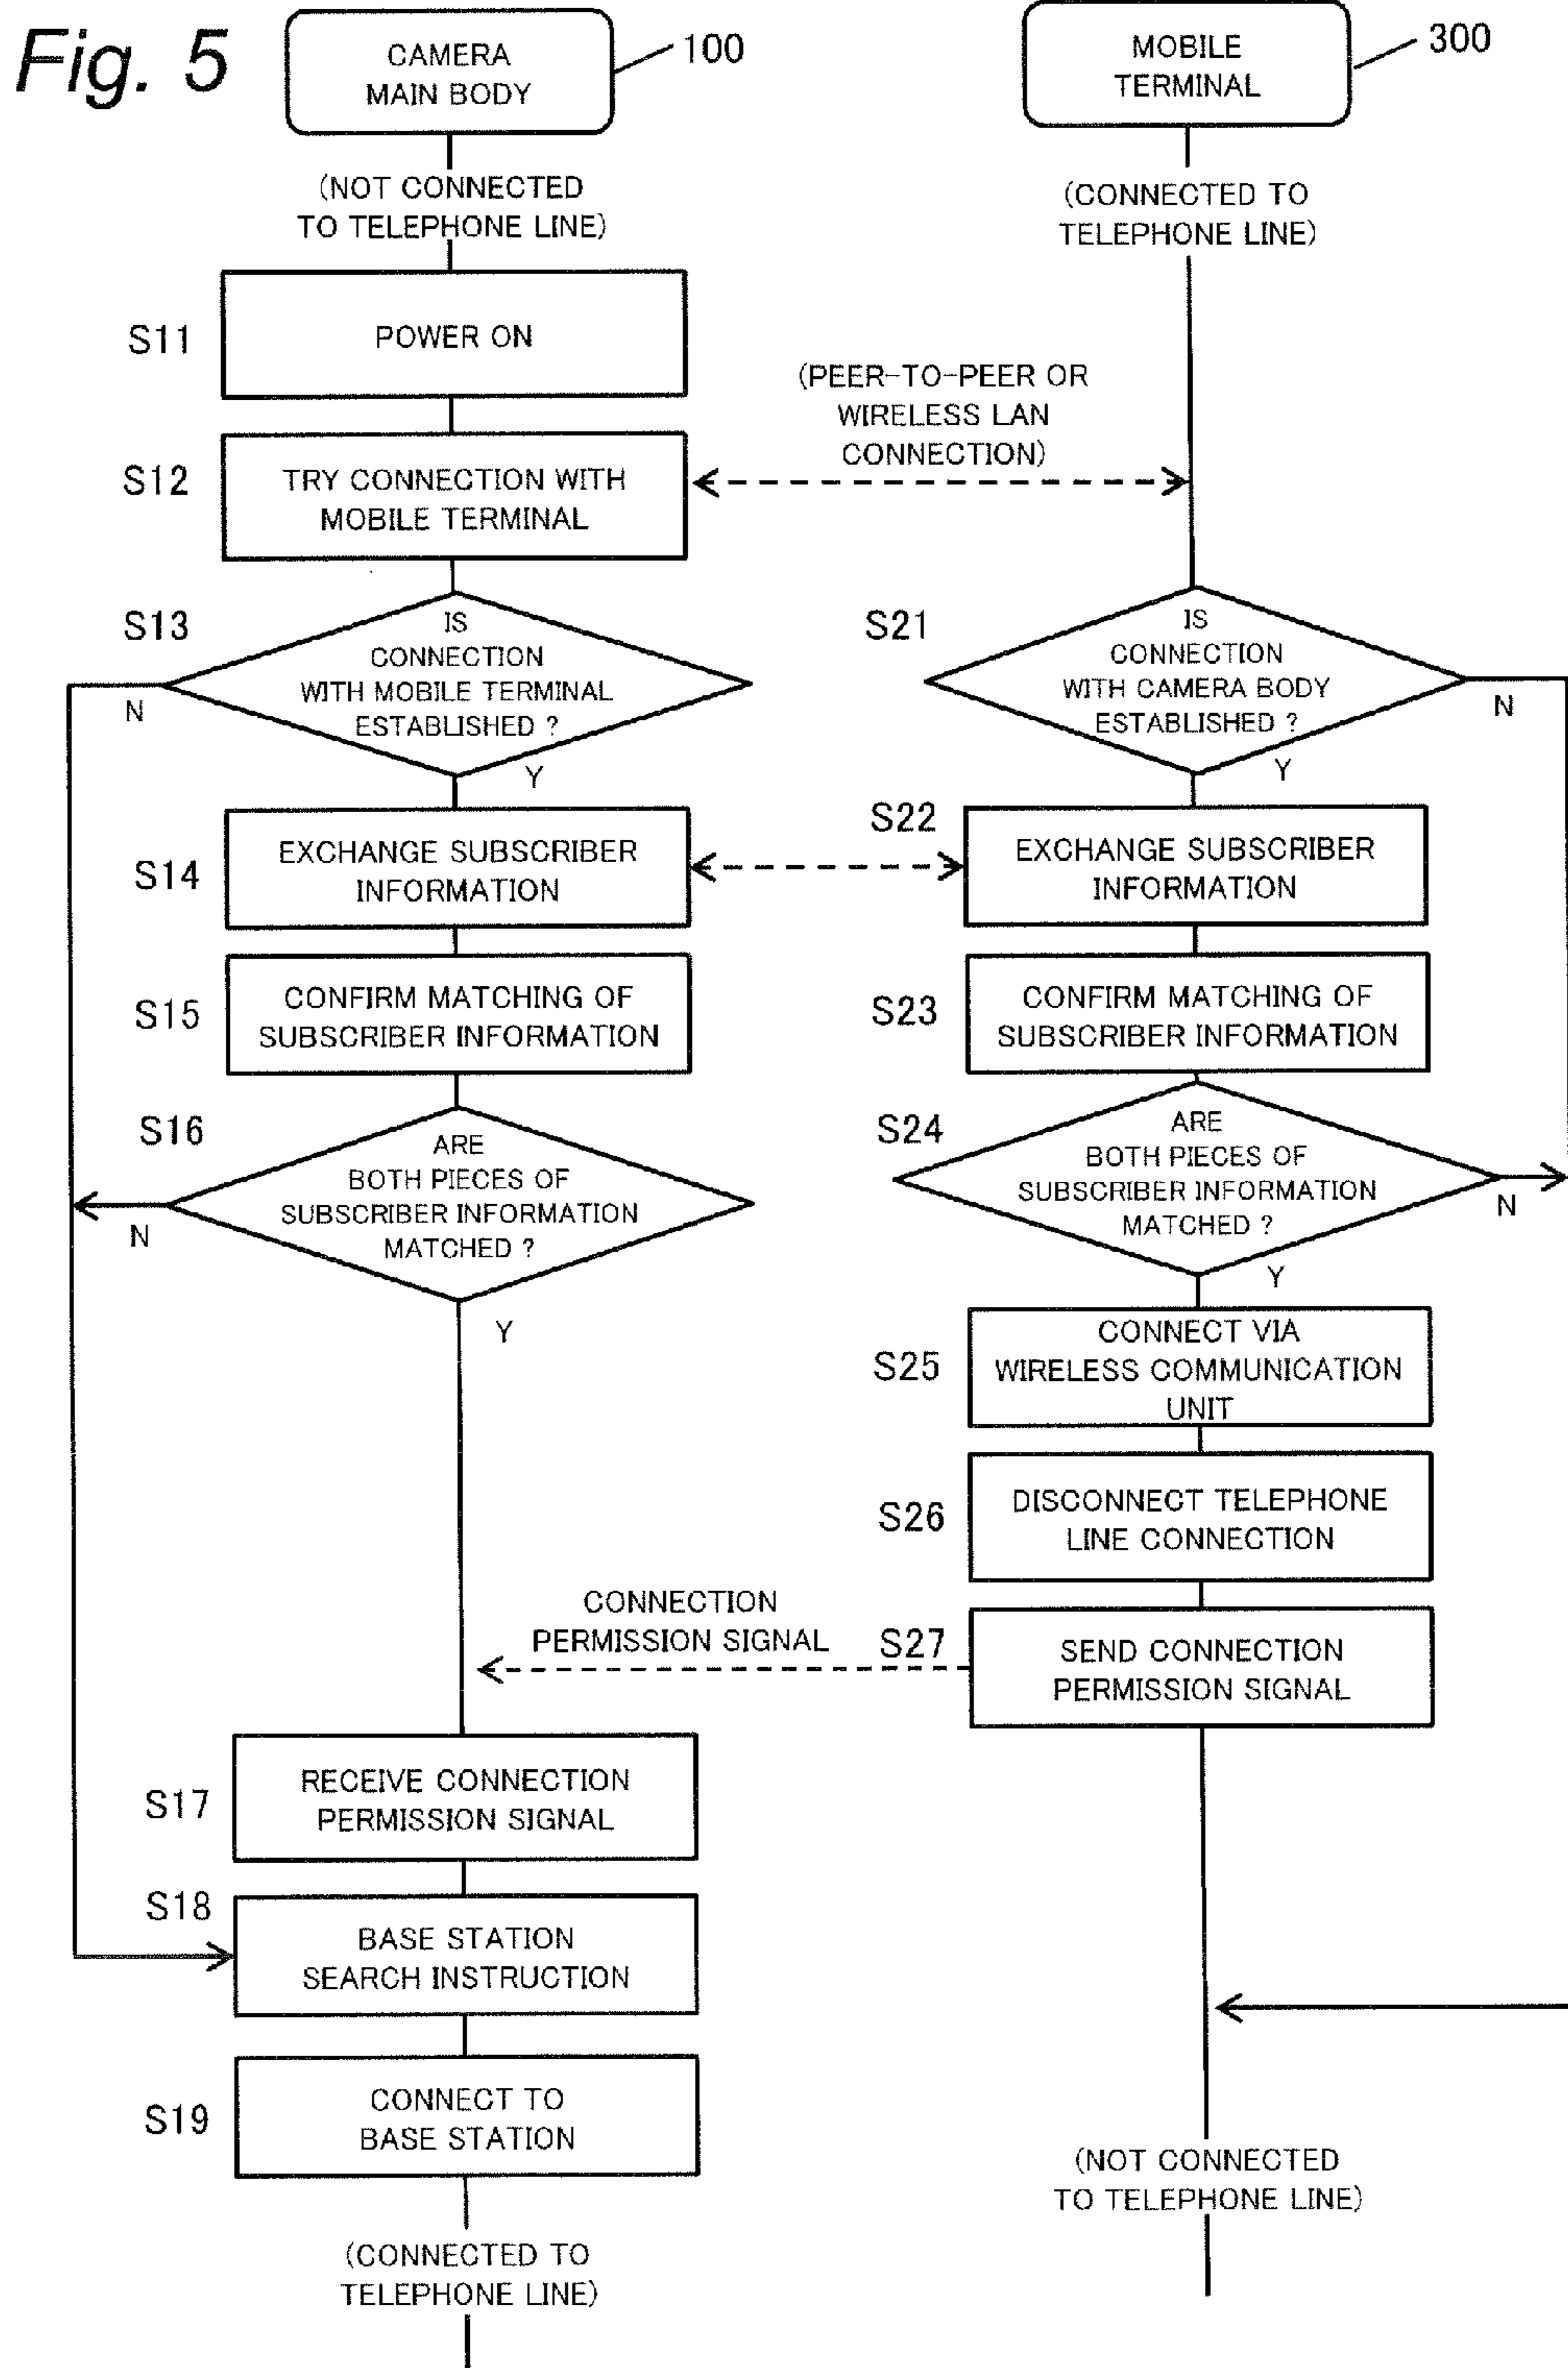 Fig. 5
CAMERA
MAIN BODY
100
MOBILE
TERMINAL
300
(NOT CONNECTED
TO TELEPHONE LINE)
(CONNECTED TO
TELEPHONE LINE)
S11
POWER ON
(PEER-TO-PEER OR
WIRELESS LAN
CONNECTION)
S12
TRY CONNECTION WITH
MOBILE TERMINAL
S13
IS
CONNECTION
WITH MOBILE TERMINAL
ESTABLISHED ?
N
Y
S21
IS
CONNECTION
WITH CAMERA BODY
ESTABLISHED ?
N
Y
S14
EXCHANGE SUBSCRIBER
INFORMATION
S22
EXCHANGE SUBSCRIBER
INFORMATION
S15
CONFIRM MATCHING OF
SUBSCRIBER INFORMATION
S23
CONFIRM MATCHING OF
SUBSCRIBER INFORMATION
S16
ARE
BOTH PIECES OF
SUBSCRIBER INFORMATION
MATCHED ?
N
Y
S24
ARE
BOTH PIECES OF
SUBSCRIBER INFORMATION
MATCHED ?
N
Y
S25
CONNECT VIA
WIRELESS COMMUNICATION
UNIT
S26
DISCONNECT TELEPHONE
LINE CONNECTION
CONNECTION
PERMISSION SIGNAL
S27
SEND CONNECTION
PERMISSION SIGNAL
S17
RECEIVE CONNECTION
PERMISSION SIGNAL
S18
BASE STATION
SEARCH INSTRUCTION
S19
CONNECT TO
BASE STATION
(NOT CONNECTED
TO TELEPHONE LINE)
(CONNECTED TO
TELEPHONE LINE)